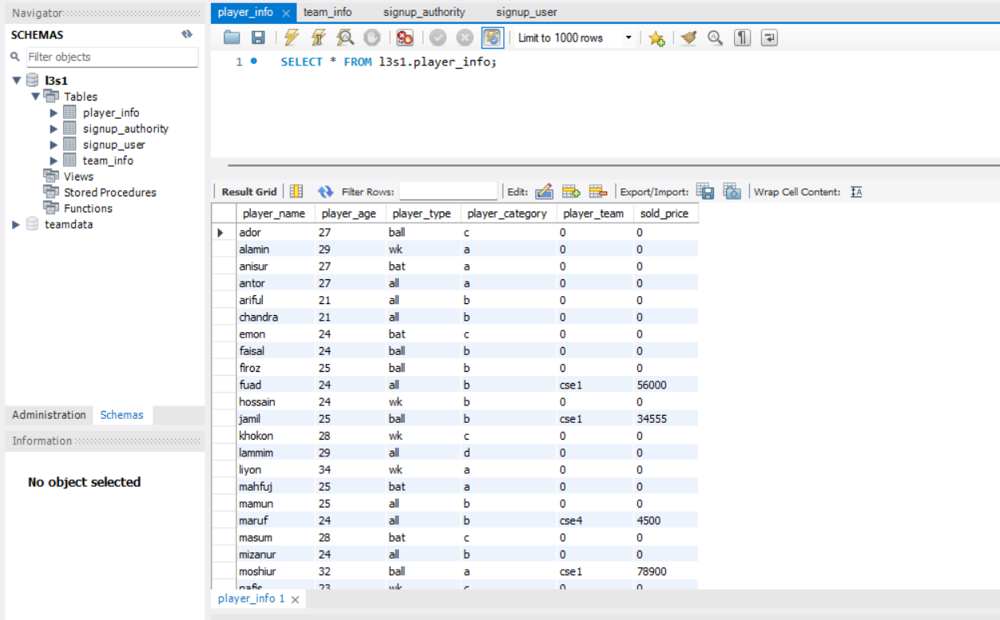 Navigator
SCHEMAS
Filter objects
l3s1
Tables
player_info
signup_authority
signup_user
team_info
Views
Stored Procedures
Functions
teamdata
Administration Schemas
Information
No object selected
player_info team_info signup_authority signup_user
Limit to 1000 rows
1 SELECT * FROM l3s1.player_info;
Result Grid Filter Rows: Edit: Export/Import: Wrap Cell Content:
player_name player_age player_type player_category player_team sold_price
ador 27 ball c 0 0
alamin 29 wk a 0 0
anisur 27 bat a 0 0
antor 27 all a 0 0
ariful 21 all b 0 0
chandra 21 all b 0 0
emon 24 bat c 0 0
faisal 24 ball b 0 0
firoz 25 ball b 0 0
fuad 24 all b cse1 56000
hossain 24 wk b 0 0
jamil 25 ball b cse1 34555
khokon 28 wk c 0 0
lammim 29 all d 0 0
liyon 34 wk a 0 0
mahfuj 25 bat a 0 0
mamun 25 all b 0 0
maruf 24 all b cse4 4500
masum 28 bat c 0 0
mizanur 24 all b 0 0
moshiur 32 ball a cse1 78900
nafis 23 wk c 0 0
player_info 1